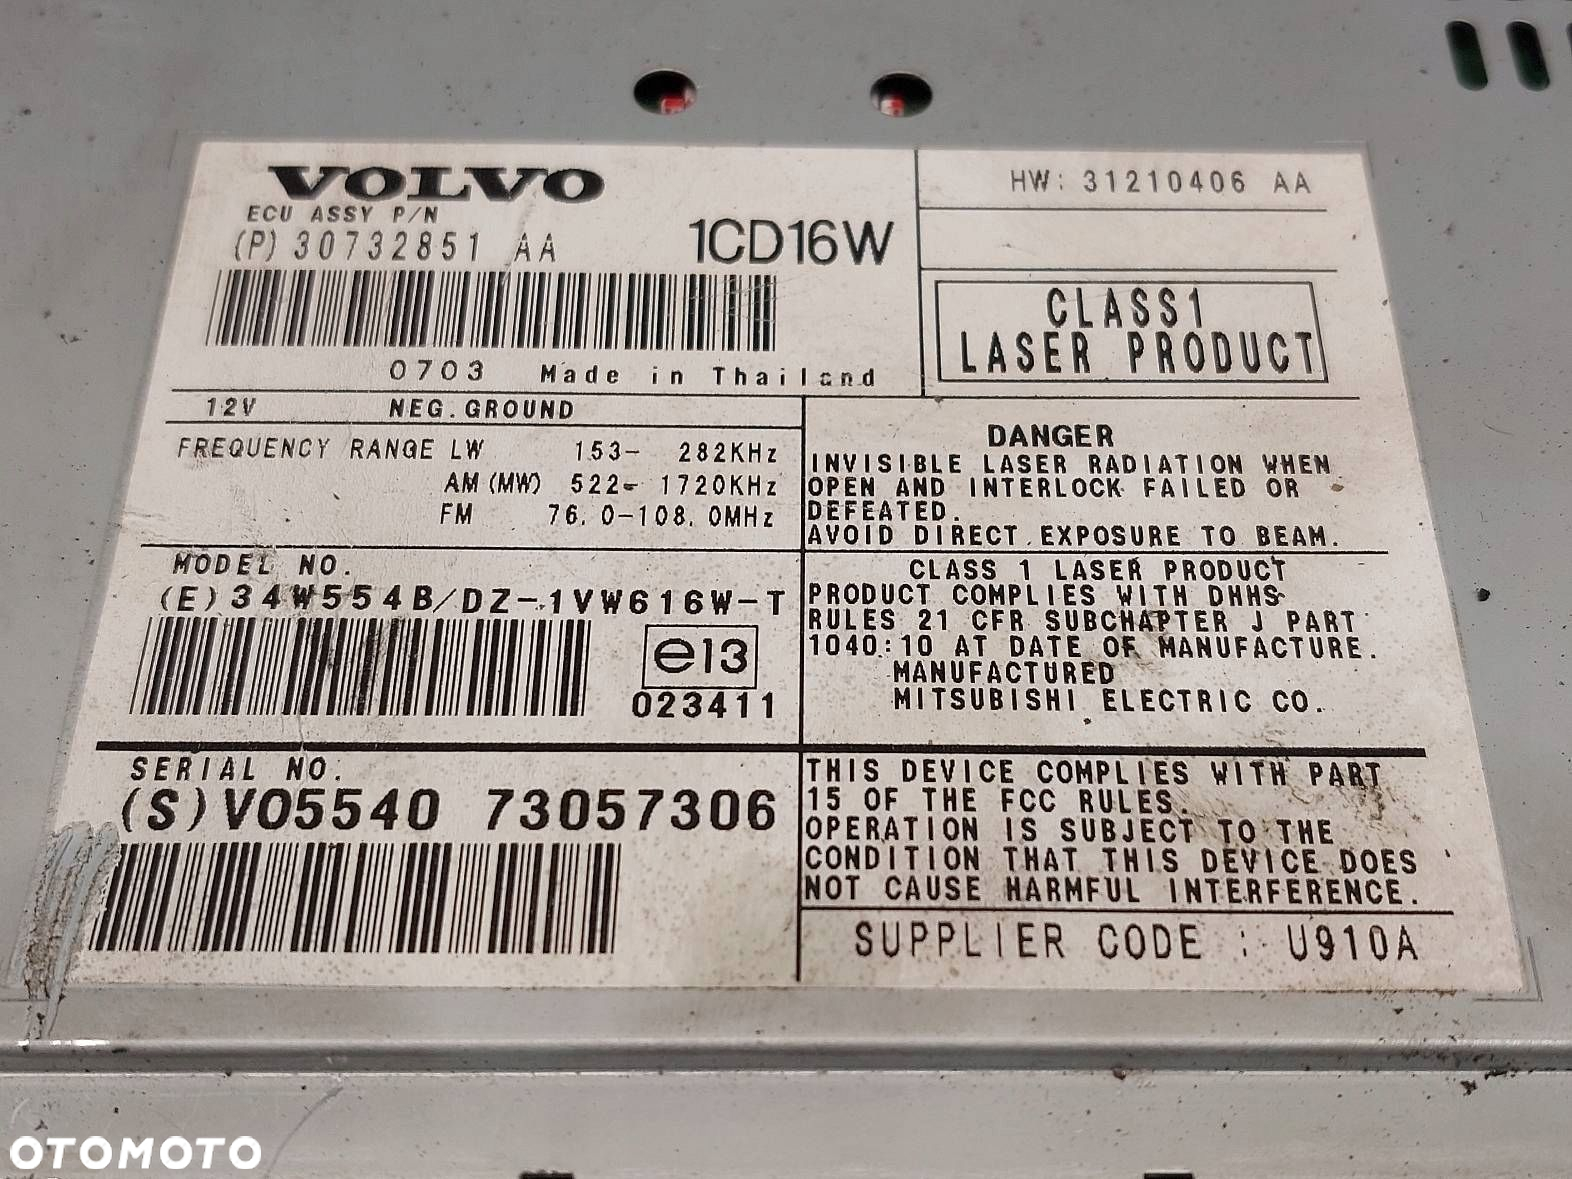 VOLVO
ECU ASSY P/N
(P)30732851 AA
1CD16W
0703 Made in Thailand
HW: 31210406 AA
CLASS1
LASER PRODUCT
12V NEG.GROUND
FREQUENCY RANGE LW 153- 282KHz
AM(MW) 522- 1720KHz
FM 76.0-108.0MHz
DANGER
INVISIBLE LASER RADIATION WHEN
OPEN AND INTERLOCK FAILED OR
DEFEATED.
AVOID DIRECT EXPOSURE TO BEAM.
MODEL NO.
(E)34W554B/DZ-1VW616W-T
e13
023411
CLASS 1 LASER PRODUCT
PRODUCT COMPLIES WITH DHHS
RULES 21 CFR SUBCHAPTER J PART
1040:10 AT DATE OF MANUFACTURE.
MANUFACTURED
MITSUBISHI ELECTRIC CO.
SERIAL NO.
(S)VO5540 73057306
THIS DEVICE COMPLIES WITH PART
15 OF THE FCC RULES.
OPERATION IS SUBJECT TO THE
CONDITION THAT THIS DEVICE DOES
NOT CAUSE HARMFUL INTERFERENCE.
SUPPLIER CODE : U910A
OTOMOTO